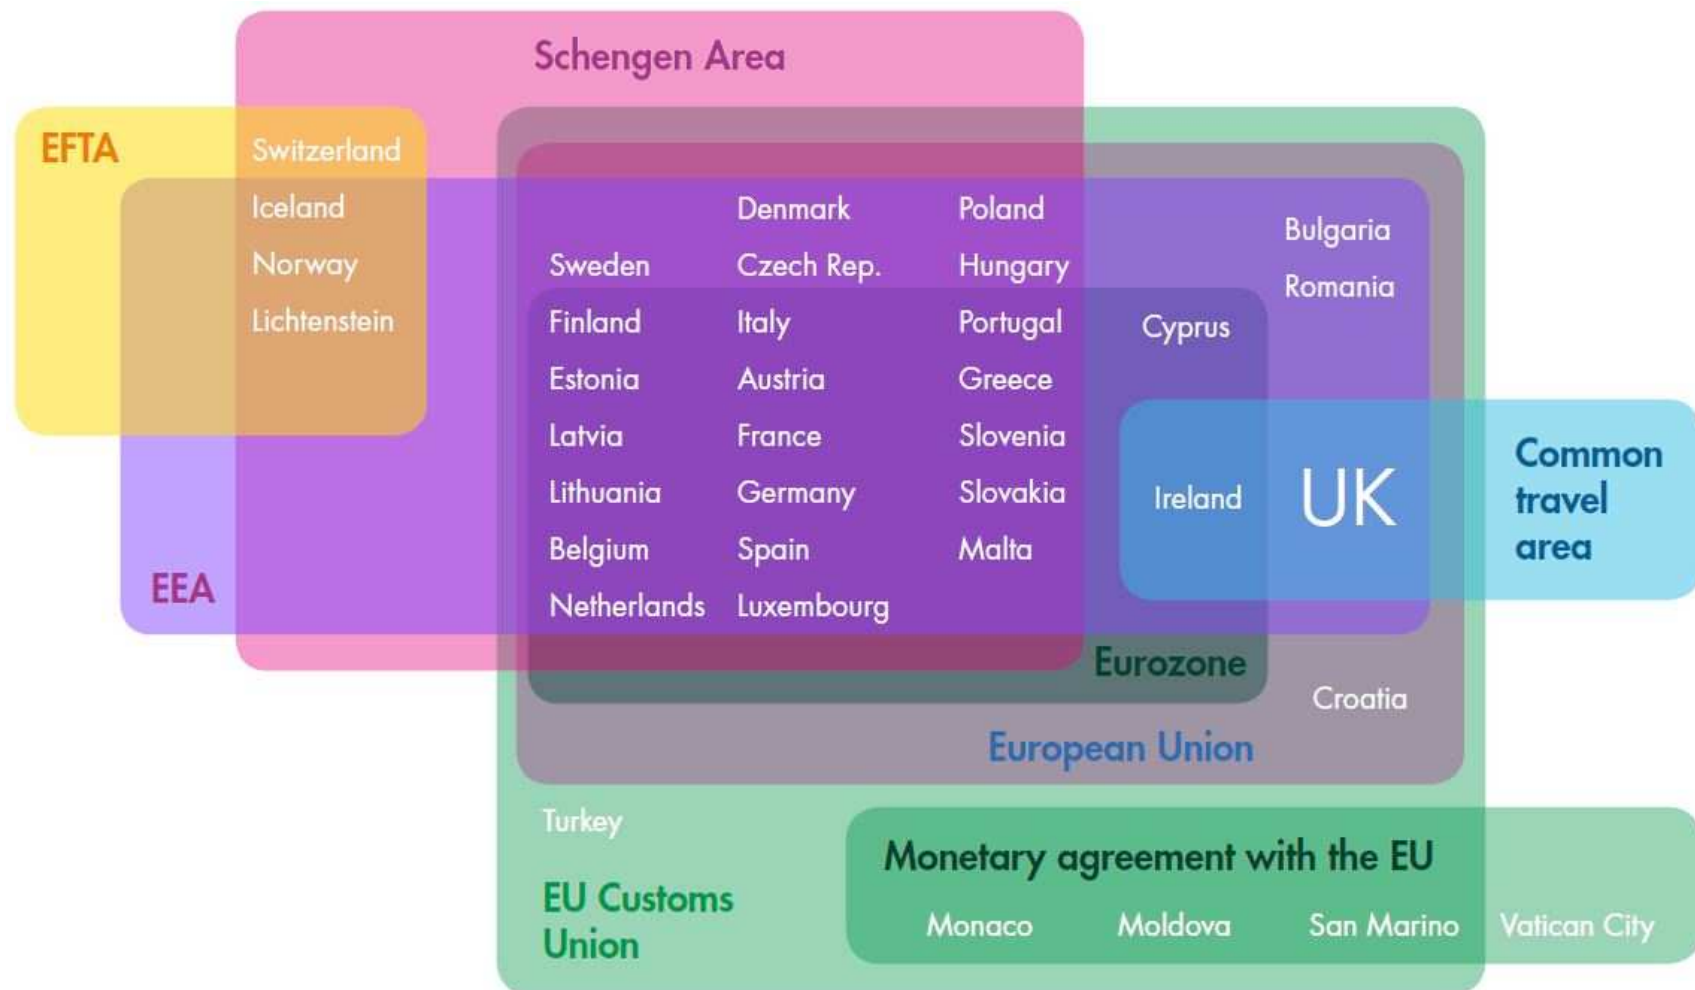 Schengen Area
EFTA
Switzerland
Iceland
Norway
Lichtenstein
EEA
Sweden
Finland
Estonia
Latvia
Lithuania
Belgium
Netherlands
Denmark
Czech Rep.
Italy
Austria
France
Germany
Spain
Luxembourg
Poland
Hungary
Portugal
Greece
Slovenia
Slovakia
Malta
Cyprus
Ireland
Bulgaria
Romania
UK
Common
travel
area
Eurozone
Croatia
European Union
Turkey
EU Customs
Union
Monetary agreement with the EU
Monaco
Moldova
San Marino
Vatican City